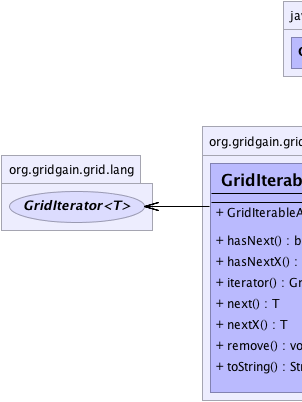 ja
org.gridgain.grid
org.gridgain.grid.lang
GridIterab
GridIterator<T>
+ GridIterableA
+ hasNext() : b
+ hasNextX() :
+ iterator() : Gr
+ next() : T
+ nextX() : T
+ remove() : vo
+ toString() : Str